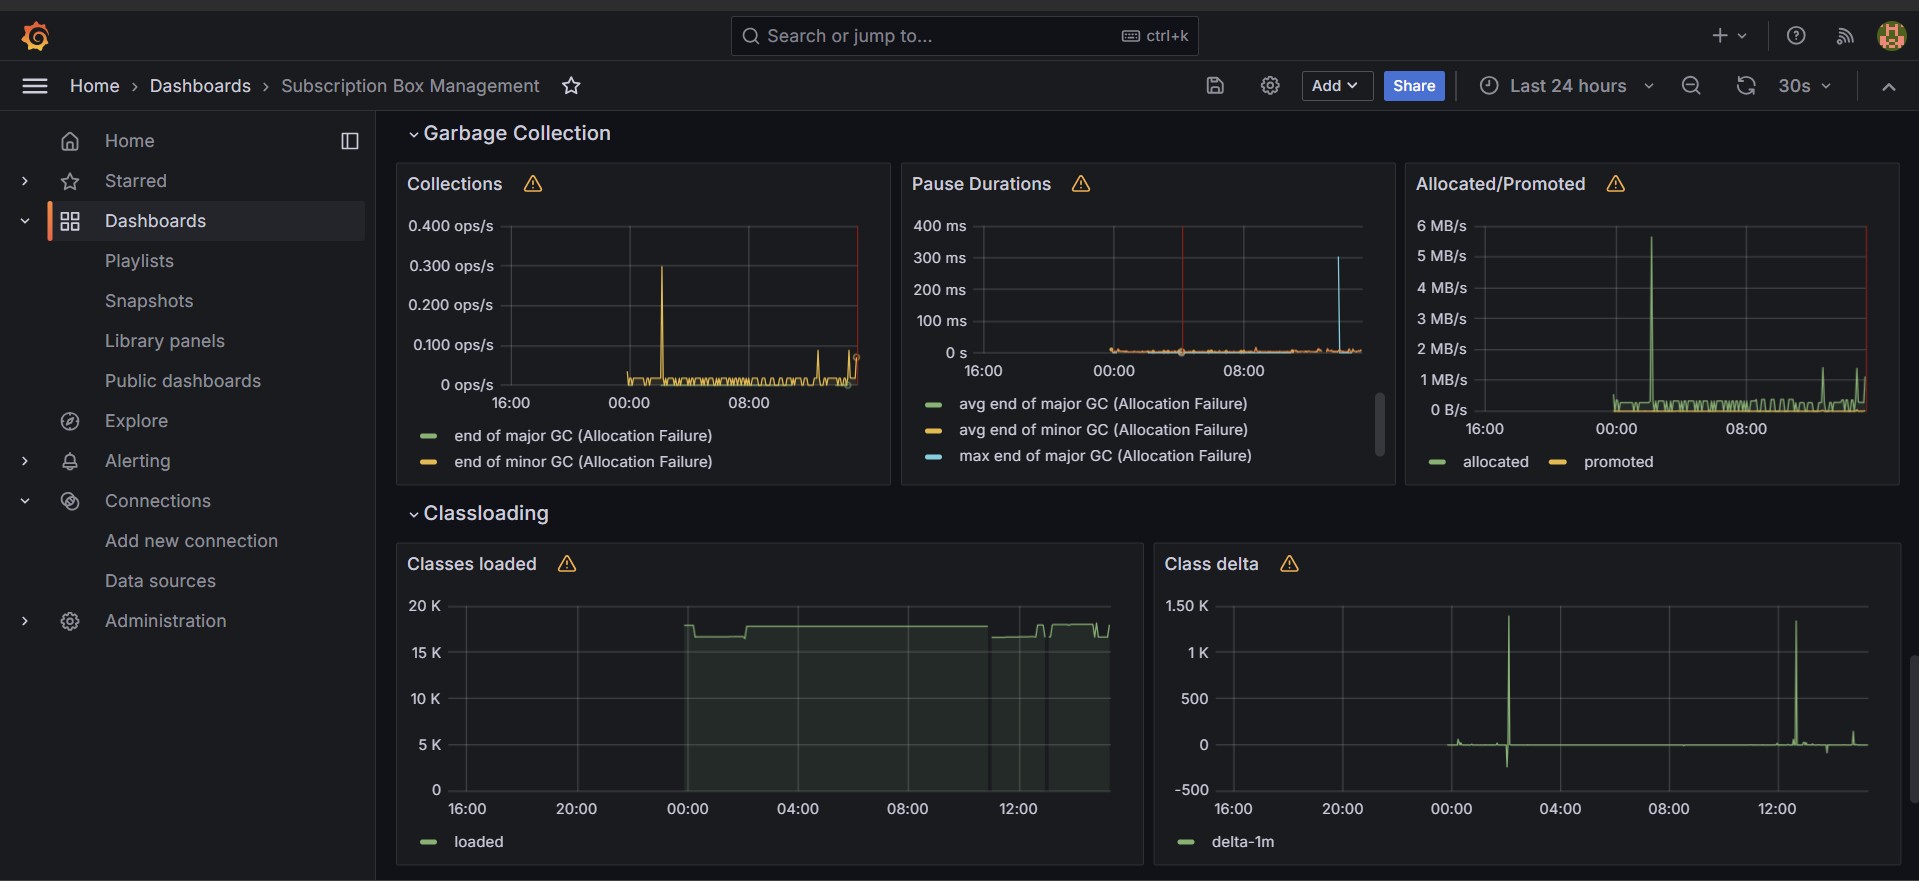 Search or jump to...
ctrl+k
Home › Dashboards › Subscription Box Management
Add
Share
Last 24 hours
30s
Home
Starred
Dashboards
Playlists
Snapshots
Library panels
Public dashboards
Explore
Alerting
Connections
Add new connection
Data sources
Administration
Garbage Collection
Collections
0.400 ops/s
0.300 ops/s
0.200 ops/s
0.100 ops/s
0 ops/s
16:00 00:00 08:00
end of major GC (Allocation Failure)
end of minor GC (Allocation Failure)
Pause Durations
400 ms
300 ms
200 ms
100 ms
0 s
16:00 00:00 08:00
avg end of major GC (Allocation Failure)
avg end of minor GC (Allocation Failure)
max end of major GC (Allocation Failure)
Allocated/Promoted
6 MB/s
5 MB/s
4 MB/s
3 MB/s
2 MB/s
1 MB/s
0 B/s
16:00 00:00 08:00
allocated promoted
Classloading
Classes loaded
20 K
15 K
10 K
5 K
0
16:00 20:00 00:00 04:00 08:00 12:00
loaded
Class delta
1.50 K
1 K
500
0
-500
16:00 20:00 00:00 04:00 08:00 12:00
delta-1m